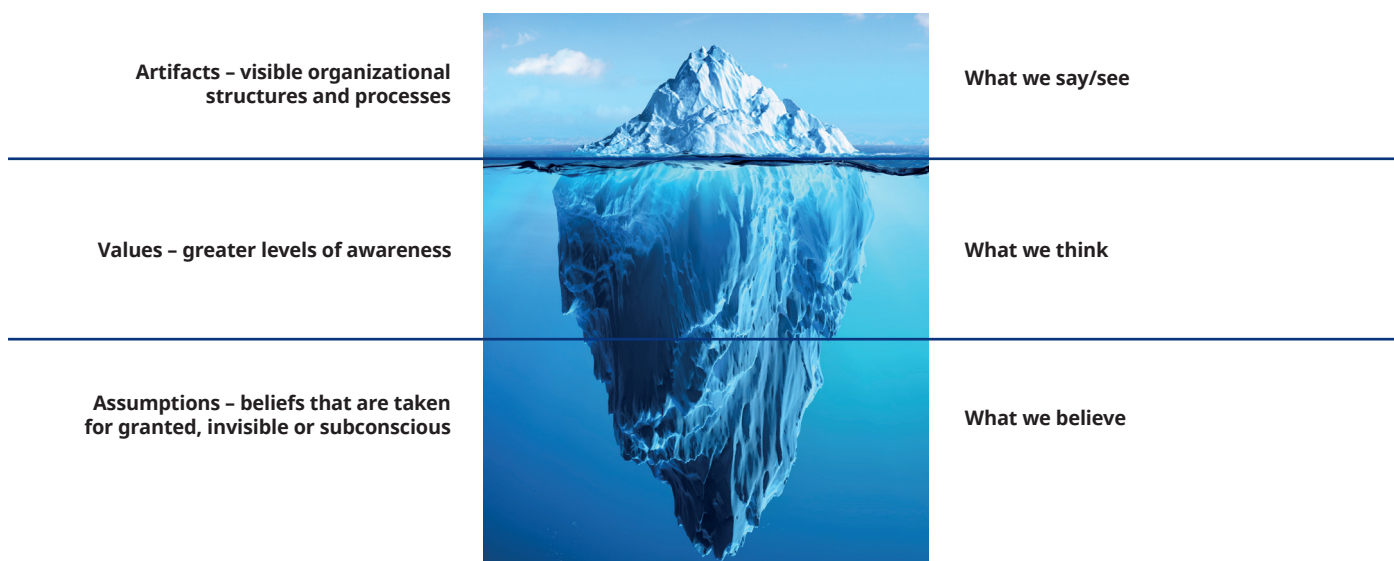 Artifacts – visible organizational
structures and processes
What we say/see
Values – greater levels of awareness
What we think
Assumptions – beliefs that are taken
for granted, invisible or subconscious
What we believe